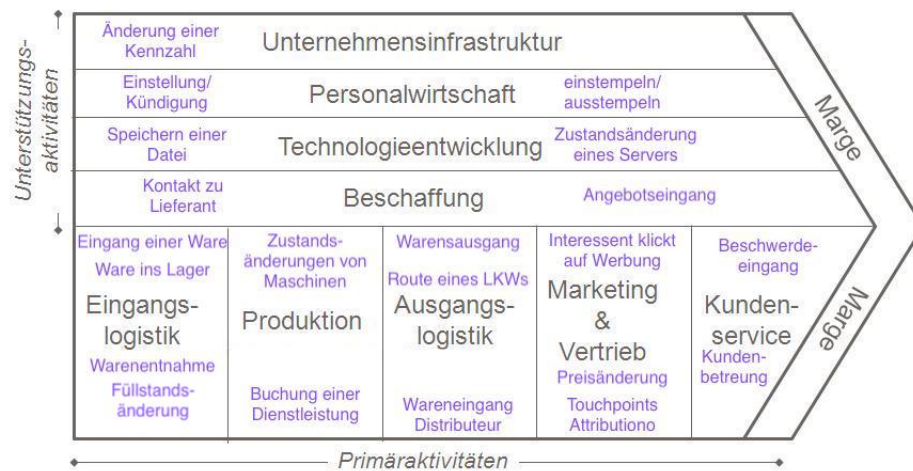 Unterstützungs-
aktivitäten
Änderung einer
Kennzahl
Unternehmensinfrastruktur
Einstellung/
Kündigung
Personalwirtschaft
einstempeln/
ausstempeln
Speichern einer
Datei
Technologieentwicklung
Zustandsänderung
eines Servers
Kontakt zu
Lieferant
Beschaffung
Angebotseingang
Marge
Marge
Eingang einer Ware
Ware ins Lager
Eingangs-
logistik
Warenentnahme
Füllstands-
änderung
Zustands-
änderungen von
Maschinen
Produktion
Buchung einer
Dienstleistung
Warensausgang
Route eines LKWs
Ausgangs-
logistik
Wareneingang
Distributeur
Interessent klickt
auf Werbung
Marketing
&
Vertrieb
Preisänderung
Touchpoints
Attributiono
Beschwerde-
eingang
Kunden-
service
Kunden-
betreung
Primäraktivitäten